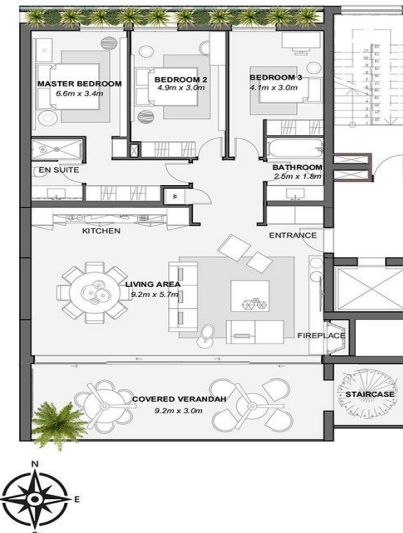 MASTER BEDROOM
6.6m x 3.4m
BEDROOM 2
4.9m x 3.0m
BEDROOM 3
4.1m x 3.0m
EN SUITE
BATHROOM
2.5m x 1.8m
W
KITCHEN
ENTRANCE
LIVING AREA
9.2m x 5.7m
FIREPLACE
COVERED VERANDAH
9.2m x 3.0m
STAIRCASE
N
E